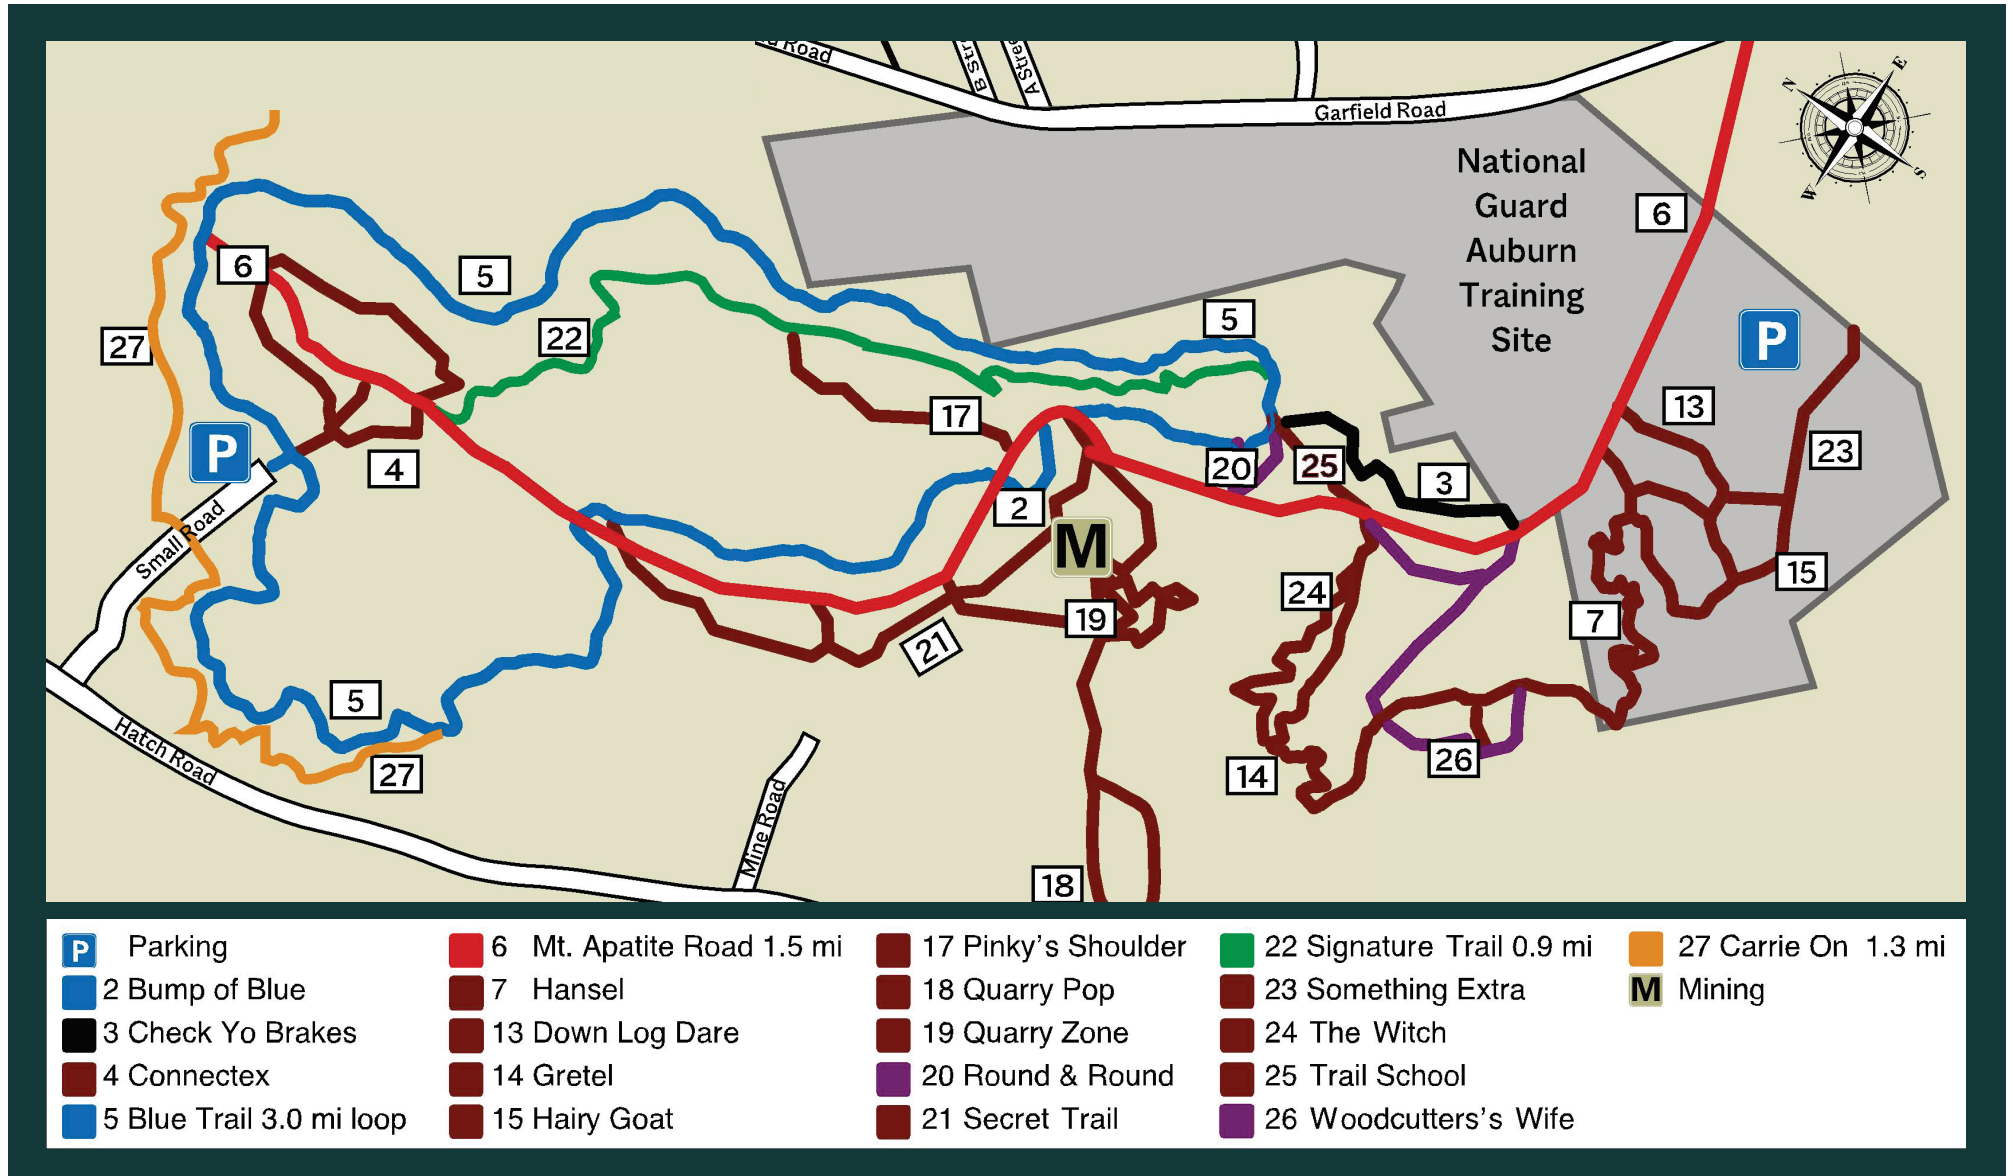 Road
B Str
A Stree
Garfield Road
N
E
S
W
National
Guard
Auburn
Training
Site
6
6
5
5
22
27
P
P
13
17
23
4
20
25
3
2
M
Small Road
15
24
19
7
21
5
Hatch Road
27
26
14
Mine Road
18
P Parking
2 Bump of Blue
3 Check Yo Brakes
4 Connectex
5 Blue Trail 3.0 mi loop
6 Mt. Apatite Road 1.5 mi
7 Hansel
13 Down Log Dare
14 Gretel
15 Hairy Goat
17 Pinky's Shoulder
18 Quarry Pop
19 Quarry Zone
20 Round & Round
21 Secret Trail
22 Signature Trail 0.9 mi
23 Something Extra
24 The Witch
25 Trail School
26 Woodcutters's Wife
27 Carrie On 1.3 mi
M Mining